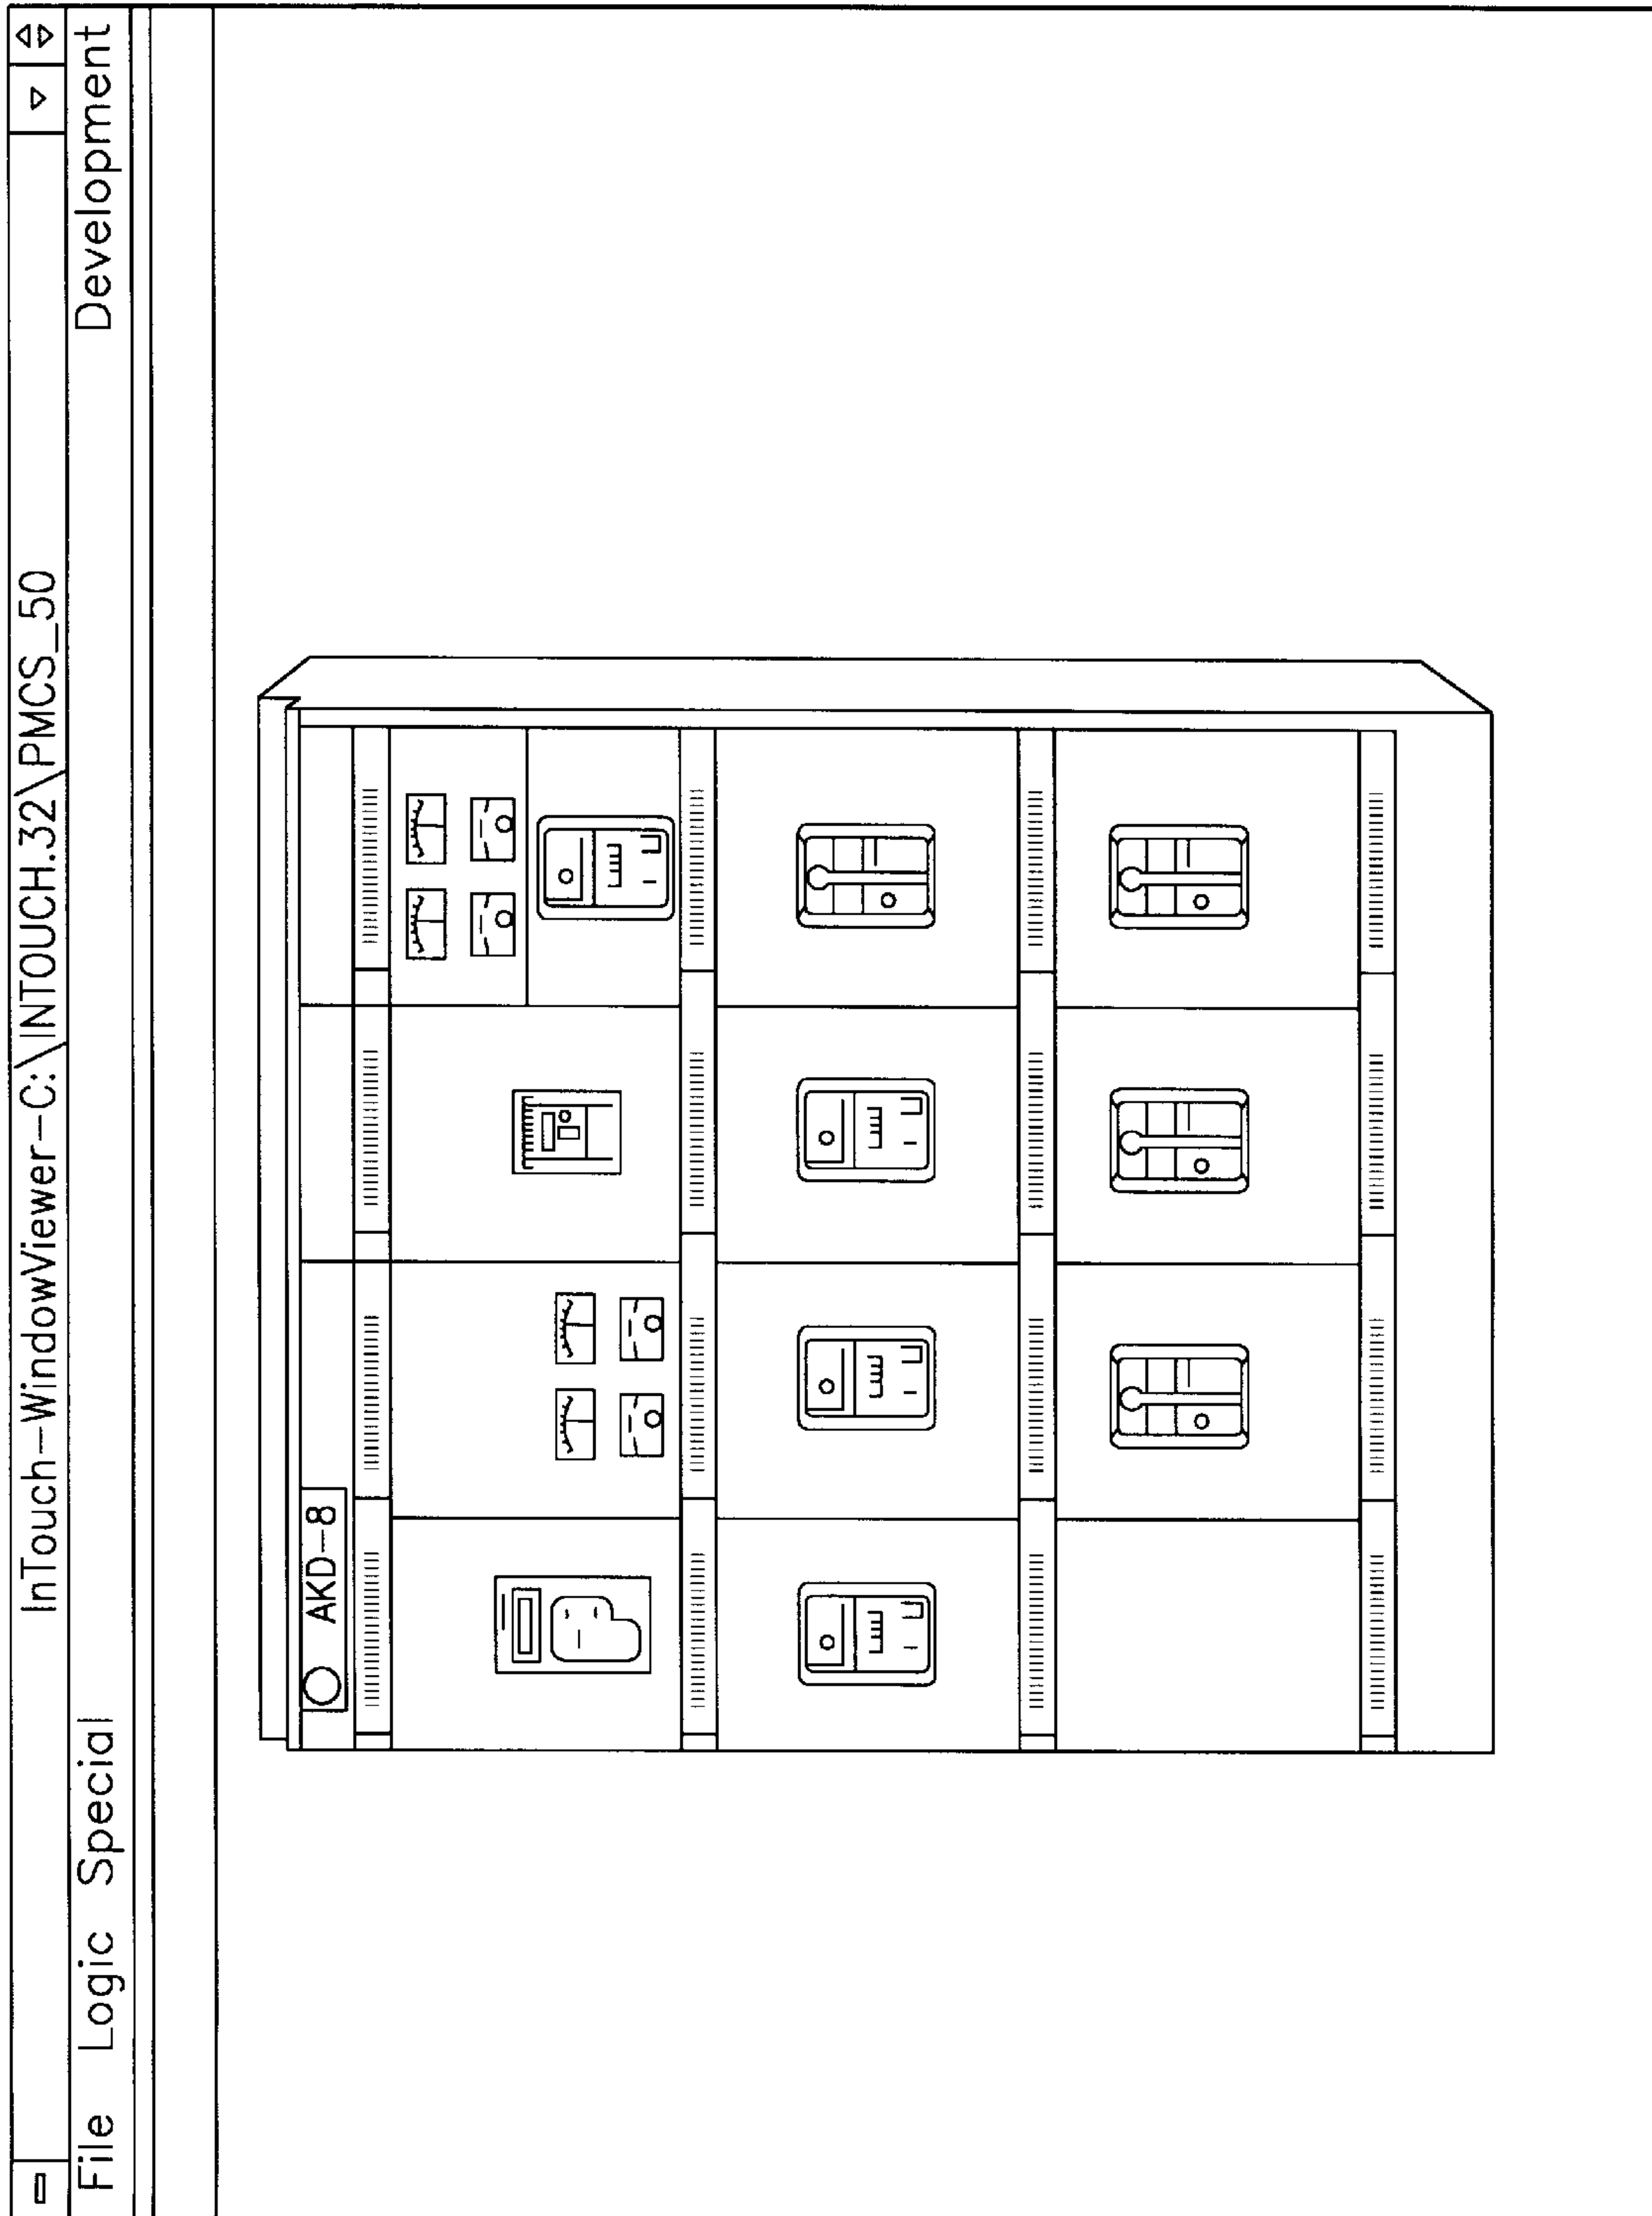 InTouch-WindowViewer-C:\INTOUCH.32\PMCS_50
File Logic Special Development
AKD-8